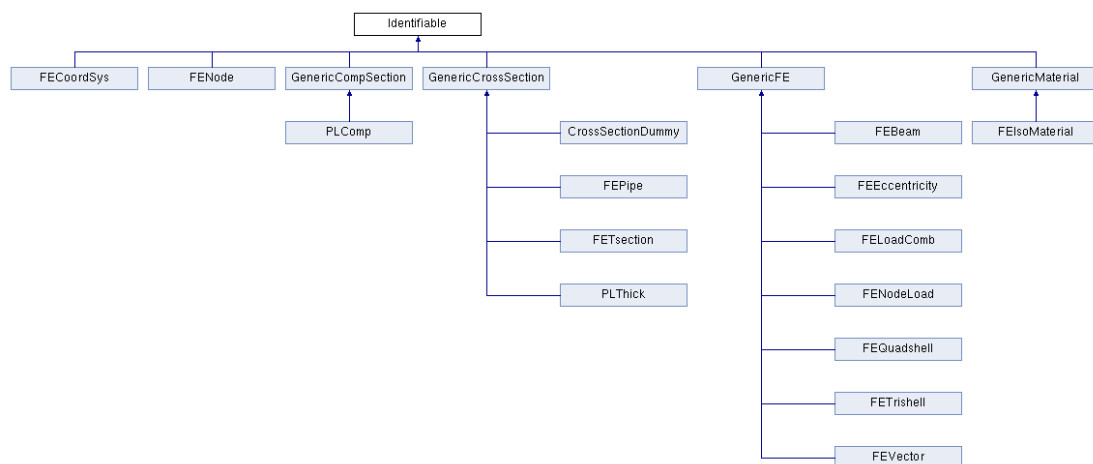 Identifiable
FECoordSys
FENode
GenericCompSection
GenericCrossSection
GenericFE
GenericMaterial
PLComp
CrossSectionDummy
FEBeam
FEIsoMaterial
FEPipe
FEEccentricity
FETsection
FELoadComb
PLThick
FENodeLoad
FEQuadshell
FETrishell
FEVector